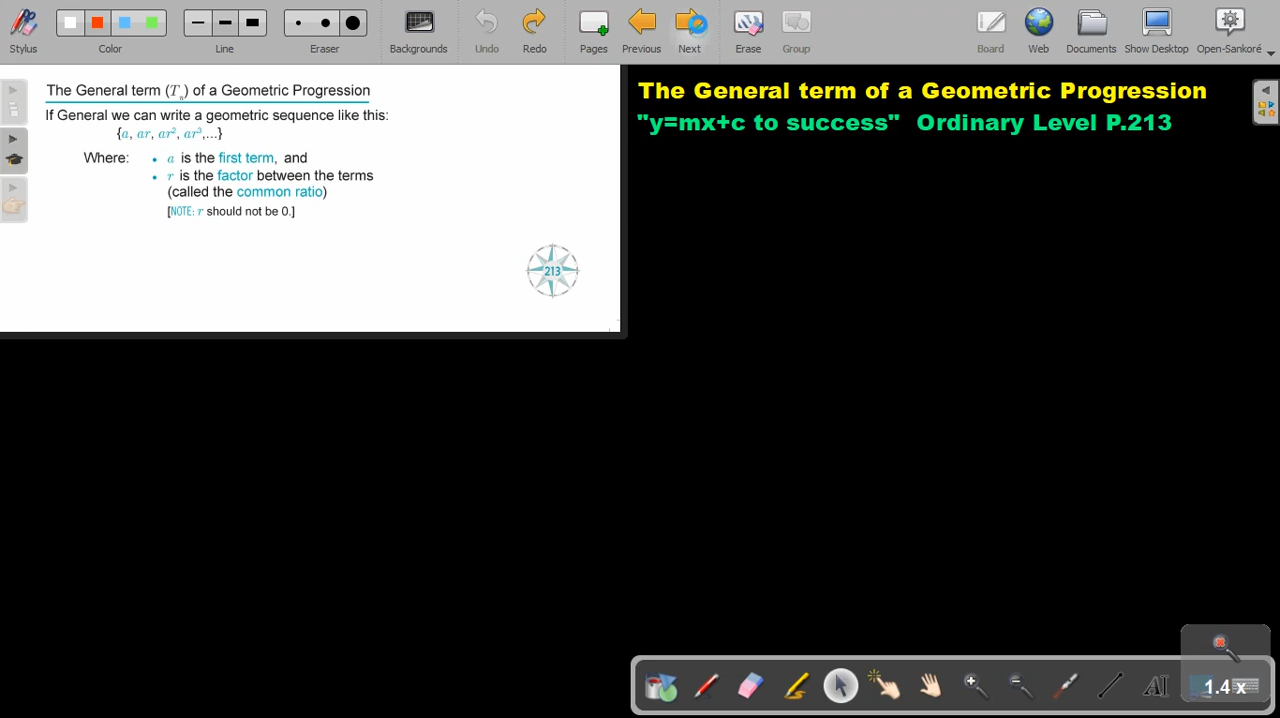 Stylus
Color
Line
Eraser
Backgrounds
Undo
Redo
Pages
Previous
Next
Erase
Group
Board
Web
Documents
Show Desktop
Open-Sankoré
The General term (Tₙ) of a Geometric Progression
If General we can write a geometric sequence like this:
{a, ar, ar², ar³,...}
Where: • a is the first term, and
• r is the factor between the terms
(called the common ratio)
[NOTE: r should not be 0.]
213
The General term of a Geometric Progression
"y=mx+c to success" Ordinary Level P.213
AI
1.4 x